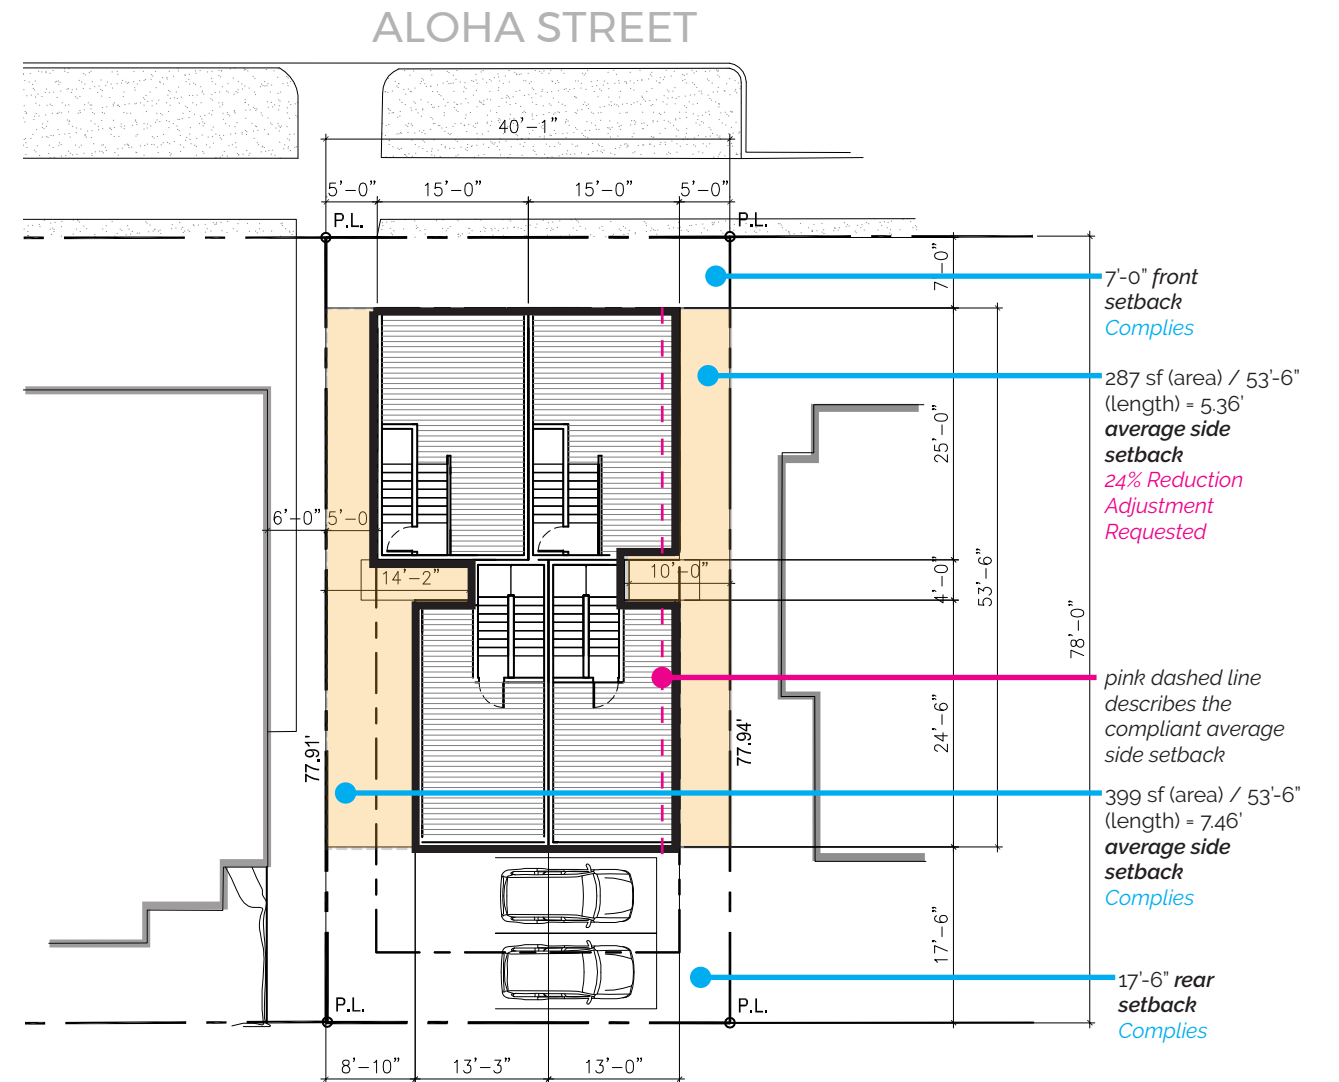 ALOHA STREET
40'-1"
5'-0" 15'-0" 15'-0" 5'-0"
P.L. P.L.
7'-0"
7'-0" front
setback
Complies
287 sf (area) / 53'-6"
(length) = 5.36'
average side
setback
24% Reduction
Adjustment
Requested
25'-0"
6'-0" 5'-0
14'-2" 10'-0"
4'-0"
53'-6"
78'-0"
pink dashed line
describes the
compliant average
side setback
24'-6"
77.91' 77.94'
399 sf (area) / 53'-6"
(length) = 7.46'
average side
setback
Complies
17'-6"
17'-6" rear
setback
Complies
P.L. P.L.
8'-10" 13'-3" 13'-0"